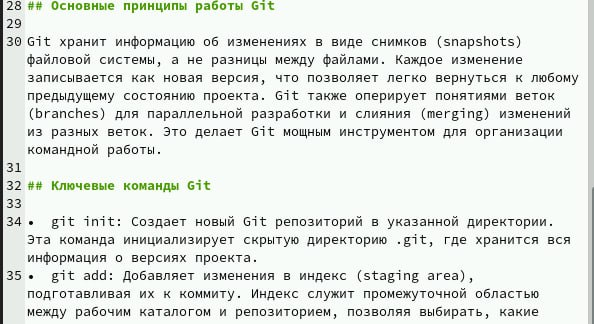 28 ## Основные принципы работы Git
29
30 Git хранит информацию об изменениях в виде снимков (snapshots)
файловой системы, а не разницы между файлами. Каждое изменение
записывается как новая версия, что позволяет легко вернуться к любому
предыдущему состоянию проекта. Git также оперирует понятиями веток
(branches) для параллельной разработки и слияния (merging) изменений
из разных веток. Это делает Git мощным инструментом для организации
командной работы.
31
32 ## Ключевые команды Git
33
34 •  git init: Создает новый Git репозиторий в указанной директории.
Эта команда инициализирует скрытую директорию .git, где хранится вся
информация о версиях проекта.
35 •  git add: Добавляет изменения в индекс (staging area),
подготавливая их к коммиту. Индекс служит промежуточной областью
между рабочим каталогом и репозиторием, позволяя выбирать, какие